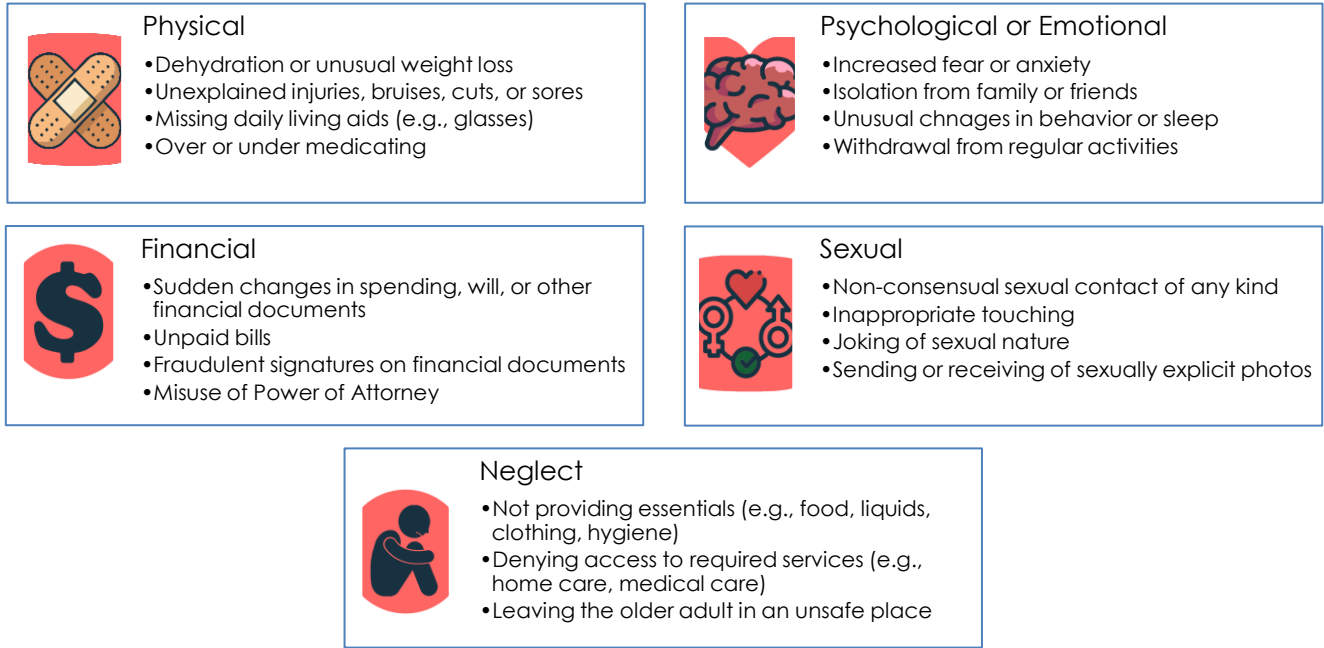 Physical
•Dehydration or unusual weight loss
•Unexplained injuries, bruises, cuts, or sores
•Missing daily living aids (e.g., glasses)
•Over or under medicating
Psychological or Emotional
•Increased fear or anxiety
•Isolation from family or friends
•Unusual chnages in behavior or sleep
•Withdrawal from regular activities
Financial
•Sudden changes in spending, will, or other
financial documents
•Unpaid bills
•Fraudulent signatures on financial documents
•Misuse of Power of Attorney
Sexual
•Non-consensual sexual contact of any kind
•Inappropriate touching
•Joking of sexual nature
•Sending or receiving of sexually explicit photos
Neglect
•Not providing essentials (e.g., food, liquids,
clothing, hygiene)
•Denying access to required services (e.g.,
home care, medical care)
•Leaving the older adult in an unsafe place